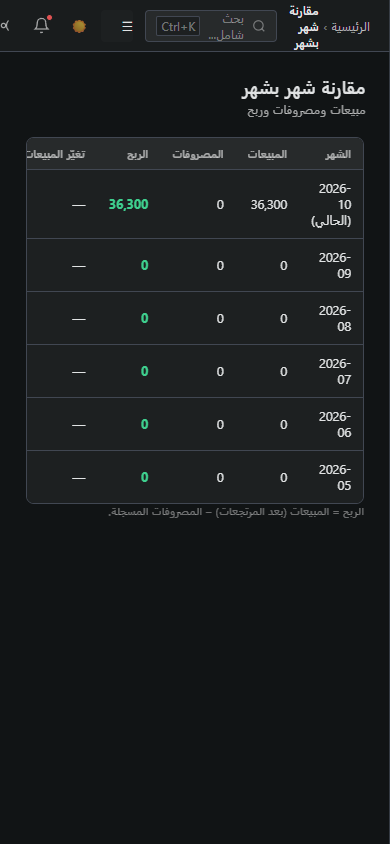 الرئيسية › مقارنة شهر بشهر
بحث شامل... Ctrl+K
مقارنة شهر بشهر
مبيعات ومصروفات وربح
الشهر المبيعات المصروفات الربح تغيّر المبيعات
2026-10 (الحالي) 36,300 0 36,300 —
2026-09 0 0 0 —
2026-08 0 0 0 —
2026-07 0 0 0 —
2026-06 0 0 0 —
2026-05 0 0 0 —
الربح = المبيعات (بعد المرتجعات) − المصروفات المسجلة.